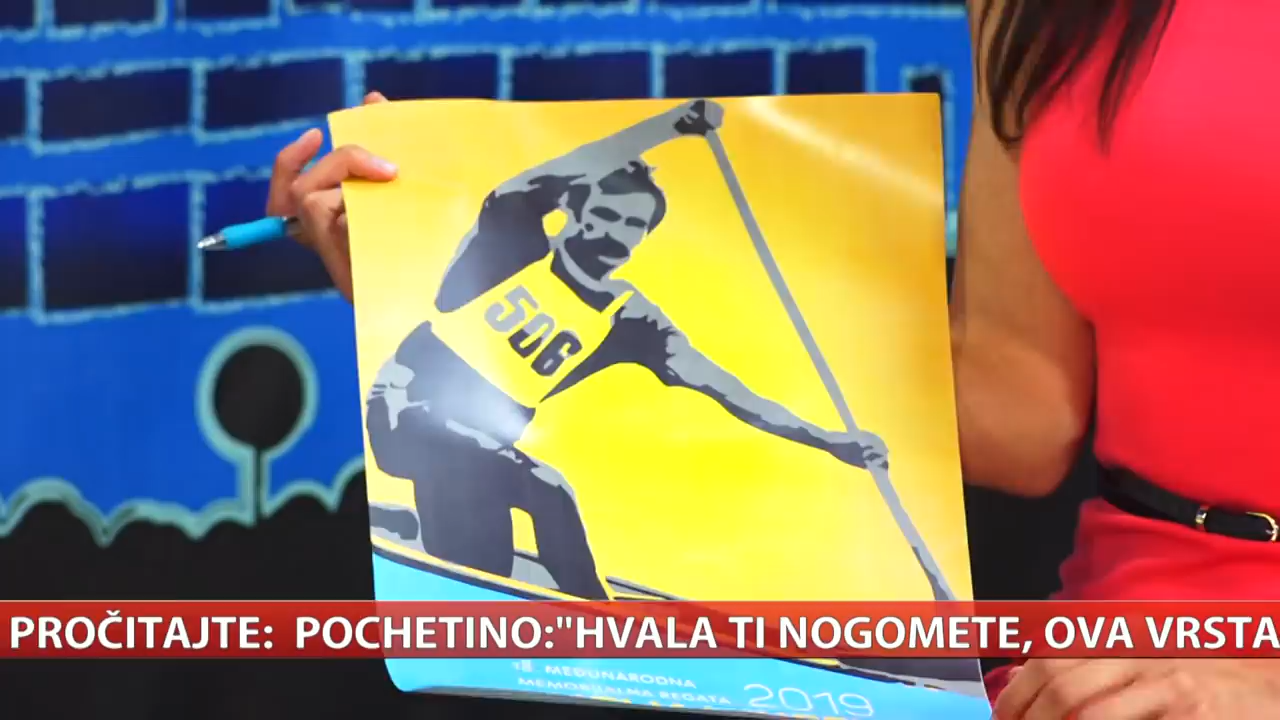 506
PROČITAJTE: POCHETINO:"HVALA TI NOGOMETE, OVA VRSTA
MEĐUNARODNA
MEMORIJALNA REGATA 2019